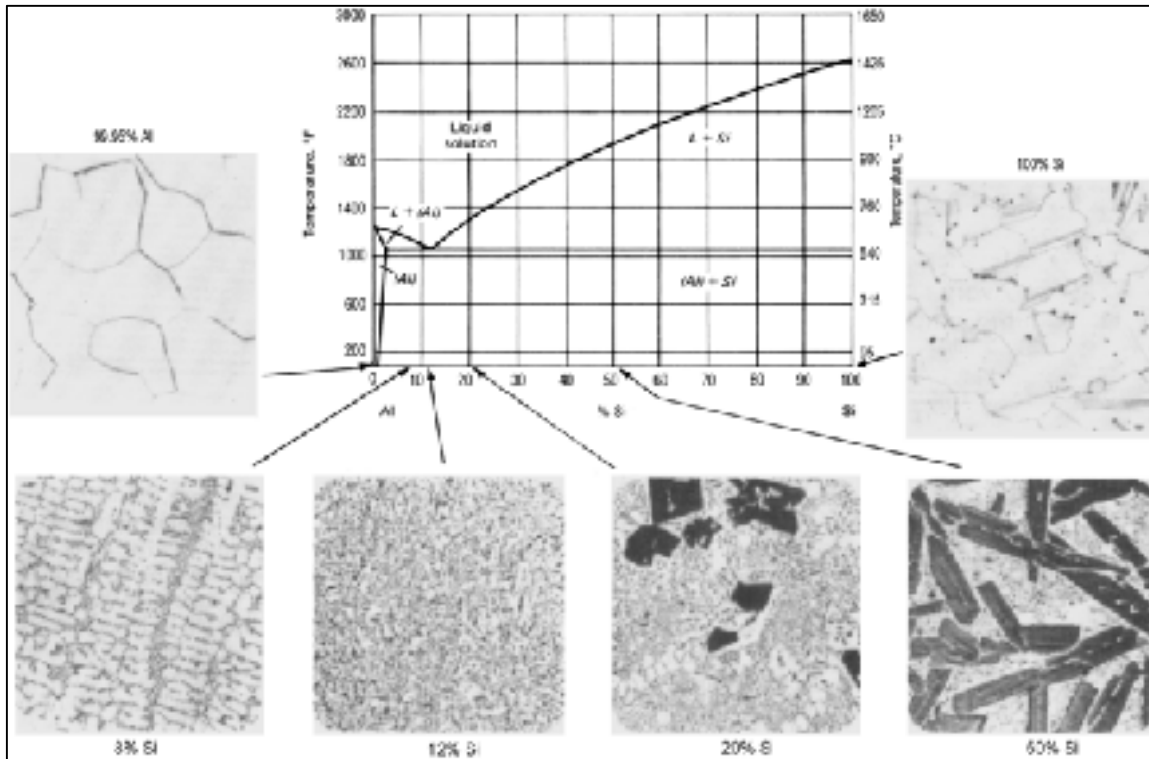 3000
2600
2200
1800
1400
1000
600
200
Temperature, °F
1650
1425
1205
980
760
540
315
95
Temperature, °C
Liquid
solution
L + Si
L + (Al)
(Al)
(Al) + Si
0 10 20 30 40 50 60 70 80 90 100
Al % Si Si
99.95% Al
100% Si
8% Si
12% Si
20% Si
50% Si